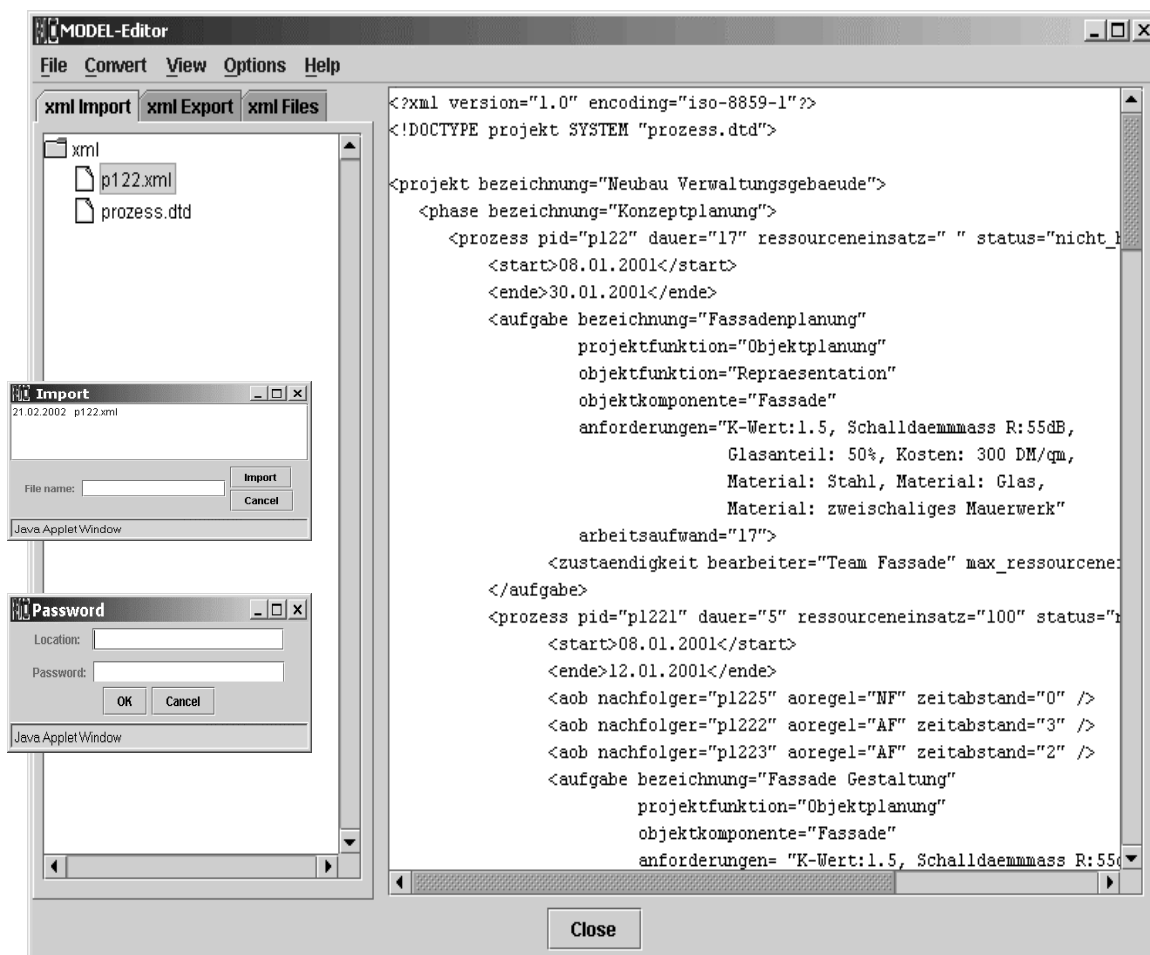 MODEL-Editor
File Convert View Options Help
xml Import xml Export xml Files
xml
p122.xml
prozess.dtd
Import
21.02.2002 p122.xml
File name:
Import
Cancel
Java Applet Window
Password
Location:
Password:
OK Cancel
Java Applet Window
<?xml version="1.0" encoding="iso-8859-1"?>
<!DOCTYPE projekt SYSTEM "prozess.dtd">
<projekt bezeichnung="Neubau Verwaltungsgebaeude">
<phase bezeichnung="Konzeptplanung">
<prozess pid="p122" dauer="17" ressourceneinsatz=" " status="nicht_
<start>08.01.2001</start>
<ende>30.01.2001</ende>
<aufgabe bezeichnung="Fassadenplanung"
projektfunktion="Objektplanung"
objektfunktion="Repraesentation"
objektkomponente="Fassade"
anforderungen="K-Wert:1.5, Schalldaemmmass R:55dB,
Glasanteil: 50%, Kosten: 300 DM/qm,
Material: Stahl, Material: Glas,
Material: zweischaliges Mauerwerk"
arbeitsaufwand="17">
<zustaendigkeit bearbeiter="Team Fassade" max_ressourcenei
</aufgabe>
<prozess pid="p1221" dauer="5" ressourceneinsatz="100" status="n
<start>08.01.2001</start>
<ende>12.01.2001</ende>
<aob nachfolger="p1225" aoregel="NF" zeitabstand="0" />
<aob nachfolger="p1222" aoregel="AF" zeitabstand="3" />
<aob nachfolger="p1223" aoregel="AF" zeitabstand="2" />
<aufgabe bezeichnung="Fassade Gestaltung"
projektfunktion="Objektplanung"
objektkomponente="Fassade"
anforderungen= "K-Wert:1.5, Schalldaemmmass R:55d
Close